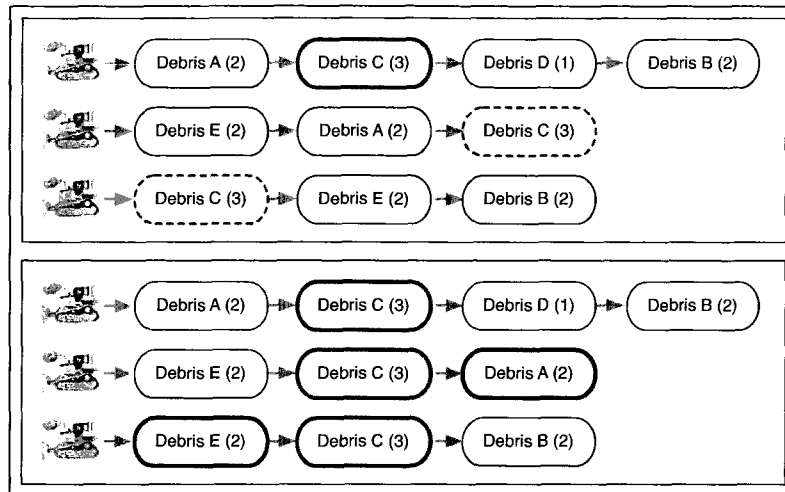 Debris A (2) Debris C (3) Debris D (1) Debris B (2)
Debris E (2) Debris A (2) Debris C (3)
Debris C (3) Debris E (2) Debris B (2)
Debris A (2) Debris C (3) Debris D (1) Debris B (2)
Debris E (2) Debris C (3) Debris A (2)
Debris E (2) Debris C (3) Debris B (2)